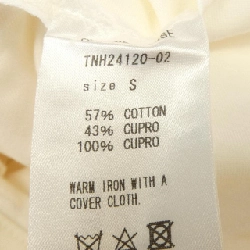 TNH24120-02
size S
57% COTTON
43% CUPRO
100% CUPRO
WARM IRON WITH A
COVER CLOTH.